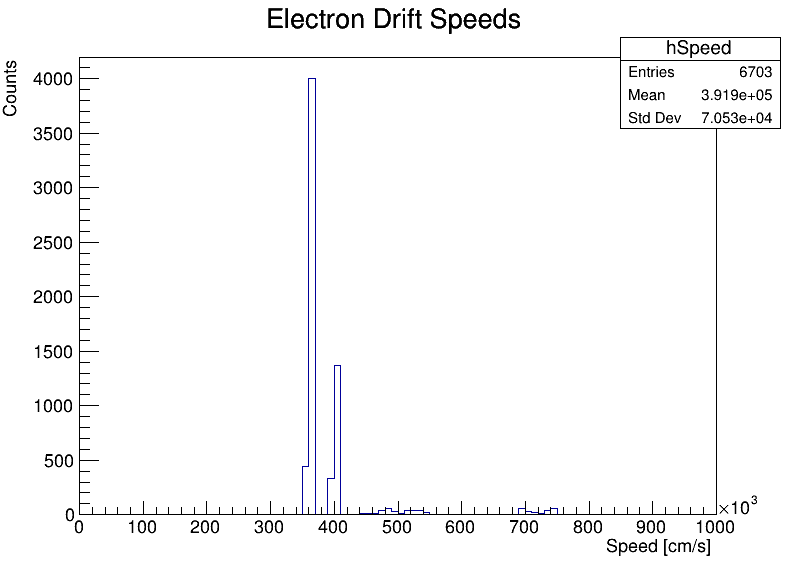 Electron Drift Speeds
hSpeed
Entries 6703
Mean 3.919e+05
Std Dev 7.053e+04
Counts
4000
3500
3000
2500
2000
1500
1000
500
0
0 100 200 300 400 500 600 700 800 900 1000
×10³
Speed [cm/s]